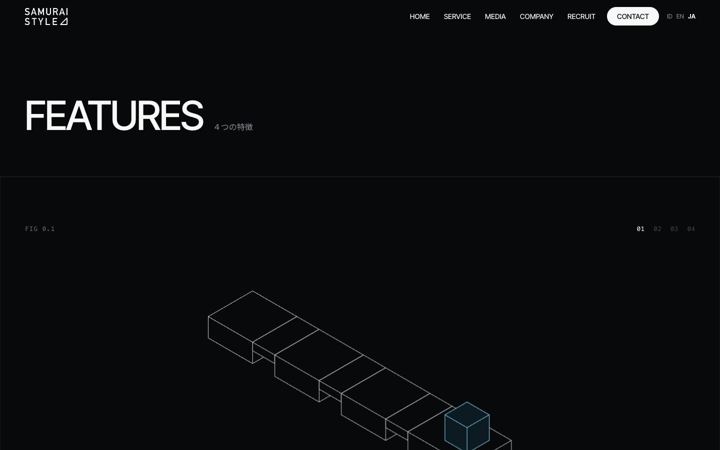 SAMURAI
STYLE
HOME SERVICE MEDIA COMPANY RECRUIT CONTACT ID EN JA
FEATURES
4つの特徴
FIG 0.1
01 02 03 04